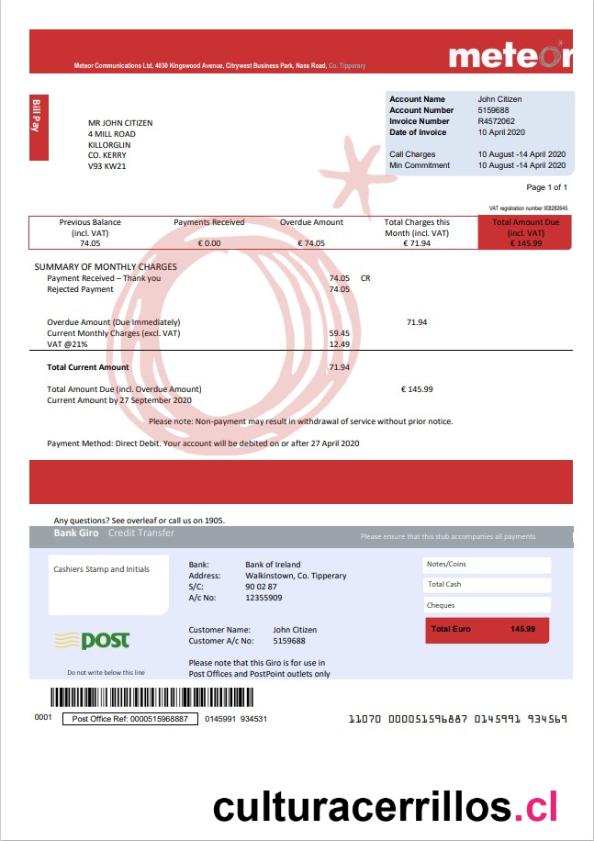 meteor
Meteor Communications Ltd, 4030 Kingswood Avenue, Citrywest Business Park, Nass Road, Co. Tipperary
Bill Pay
MR JOHN CITIZEN
4 MILL ROAD
KILLORGLIN
CO. KERRY
V93 KW21
Account Name John Citizen
Account Number 5159688
Invoice Number R4572062
Date of Invoice 10 April 2020
Call Charges 10 August -14 April 2020
Min Commitment 10 August -14 April 2020
Page 1 of 1
VAT registration number
Previous Balance Payments Received Overdue Amount Total Charges this Total Amount Due
(incl. VAT) Month (incl. VAT) (incl. VAT)
74.05 € 0.00 € 74.05 € 71.94 € 145.99
SUMMARY OF MONTHLY CHARGES
Payment Received – Thank you 74.05 CR
Rejected Payment 74.05
Overdue Amount (Due Immediately) 71.94
Current Monthly Charges (excl. VAT) 59.45
VAT @21% 12.49
Total Current Amount 71.94
Total Amount Due (incl. Overdue Amount) € 145.99
Current Amount by 27 September 2020
Please note: Non-payment may result in withdrawal of service without prior notice.
Payment Method: Direct Debit. Your account will be debited on or after 27 April 2020
Any questions? See overleaf or call us on 1905.
Bank Giro Credit Transfer Please ensure that this stub accompanies all payments
Cashiers Stamp and Initials
Bank: Bank of Ireland
Address: Walkinstown, Co. Tipperary
S/C: 90 02 87
A/c No: 12355909
Notes/Coins
Total Cash
Cheques
Total Euro 145.99
post
Customer Name: John Citizen
Customer A/c No: 5159688
Please note that this Giro is for use in
Post Offices and PostPoint outlets only
Do not write below this line
0001 Post Office Ref: 0000515968887 0145991 934531
11070 000051596887 0145991 934569
culturacerrillos.cl